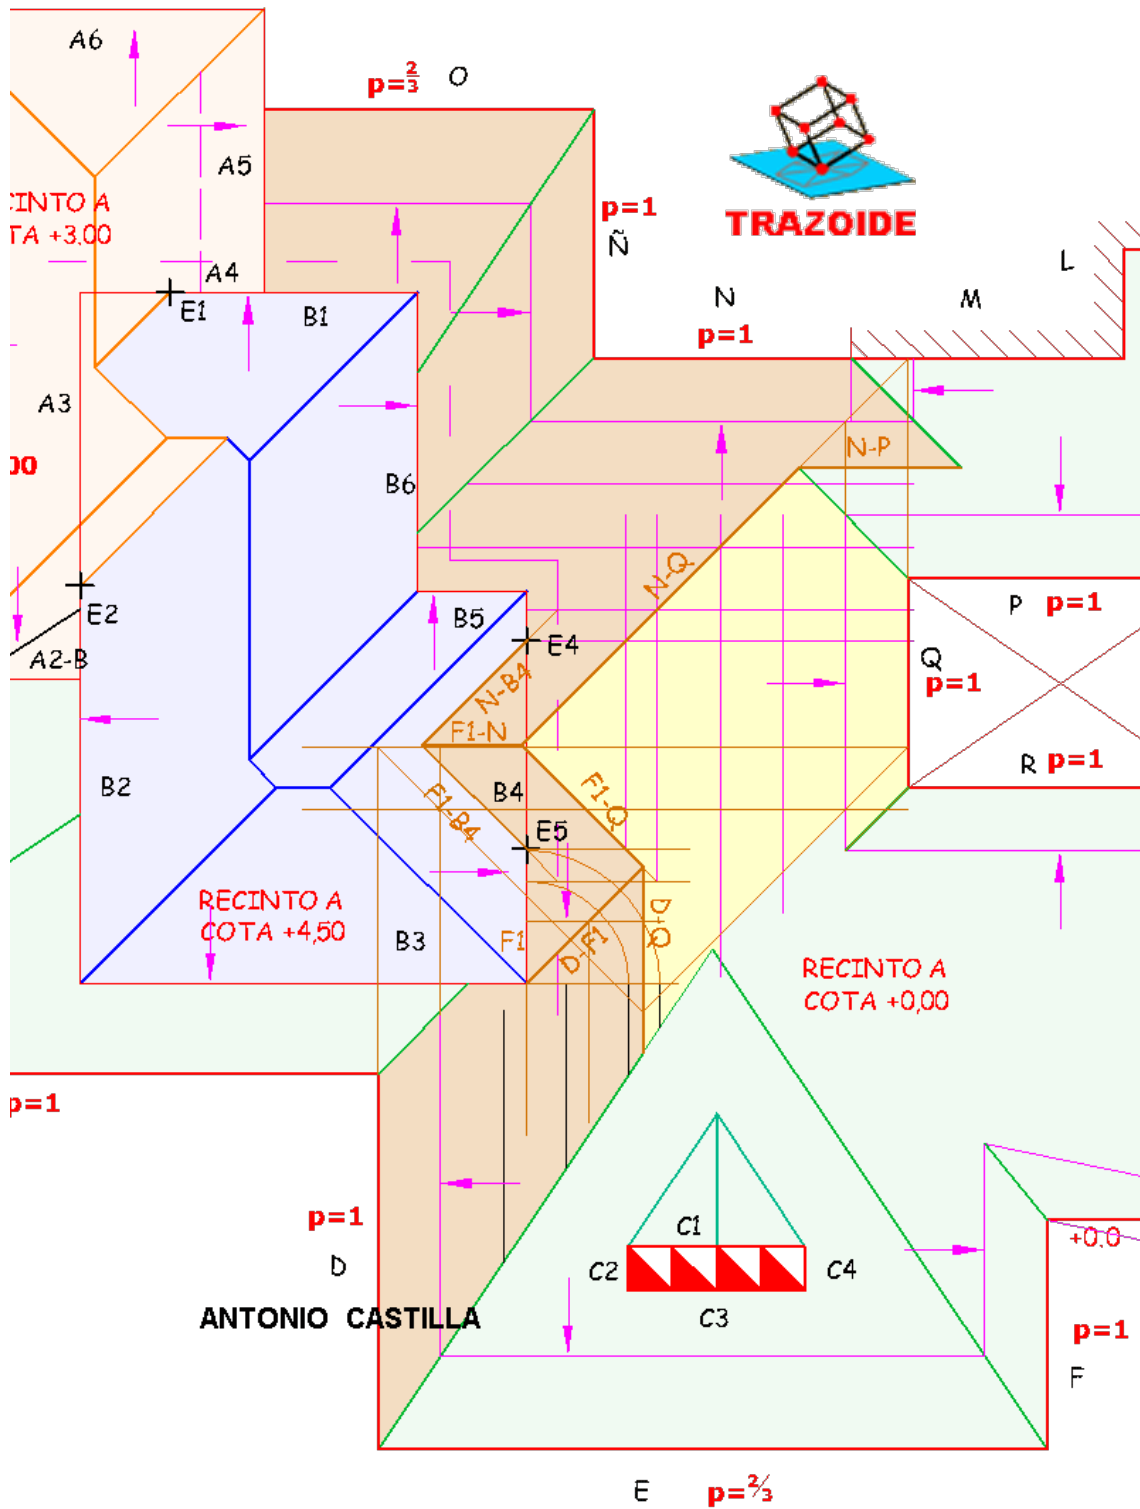 A6
p=2/3 O
A5
CINTO A
TA +3,00
p=1
Ñ
TRAZOIDE
A4
E1
B1
N
M
L
p=1
A3
00
B6
N-P
N-Q
E2
A2-B
B5
E4
P p=1
Q
p=1
R p=1
N-B4
F1-N
B2
B4
F1-Q
F1-B4
E5
RECINTO A
COTA +4,50
B3
F1
D-F1
D-Q
RECINTO A
COTA +0,00
p=1
p=1
D
C1
C2
C4
C3
+0.0
ANTONIO CASTILLA
p=1
F
E p=2/3